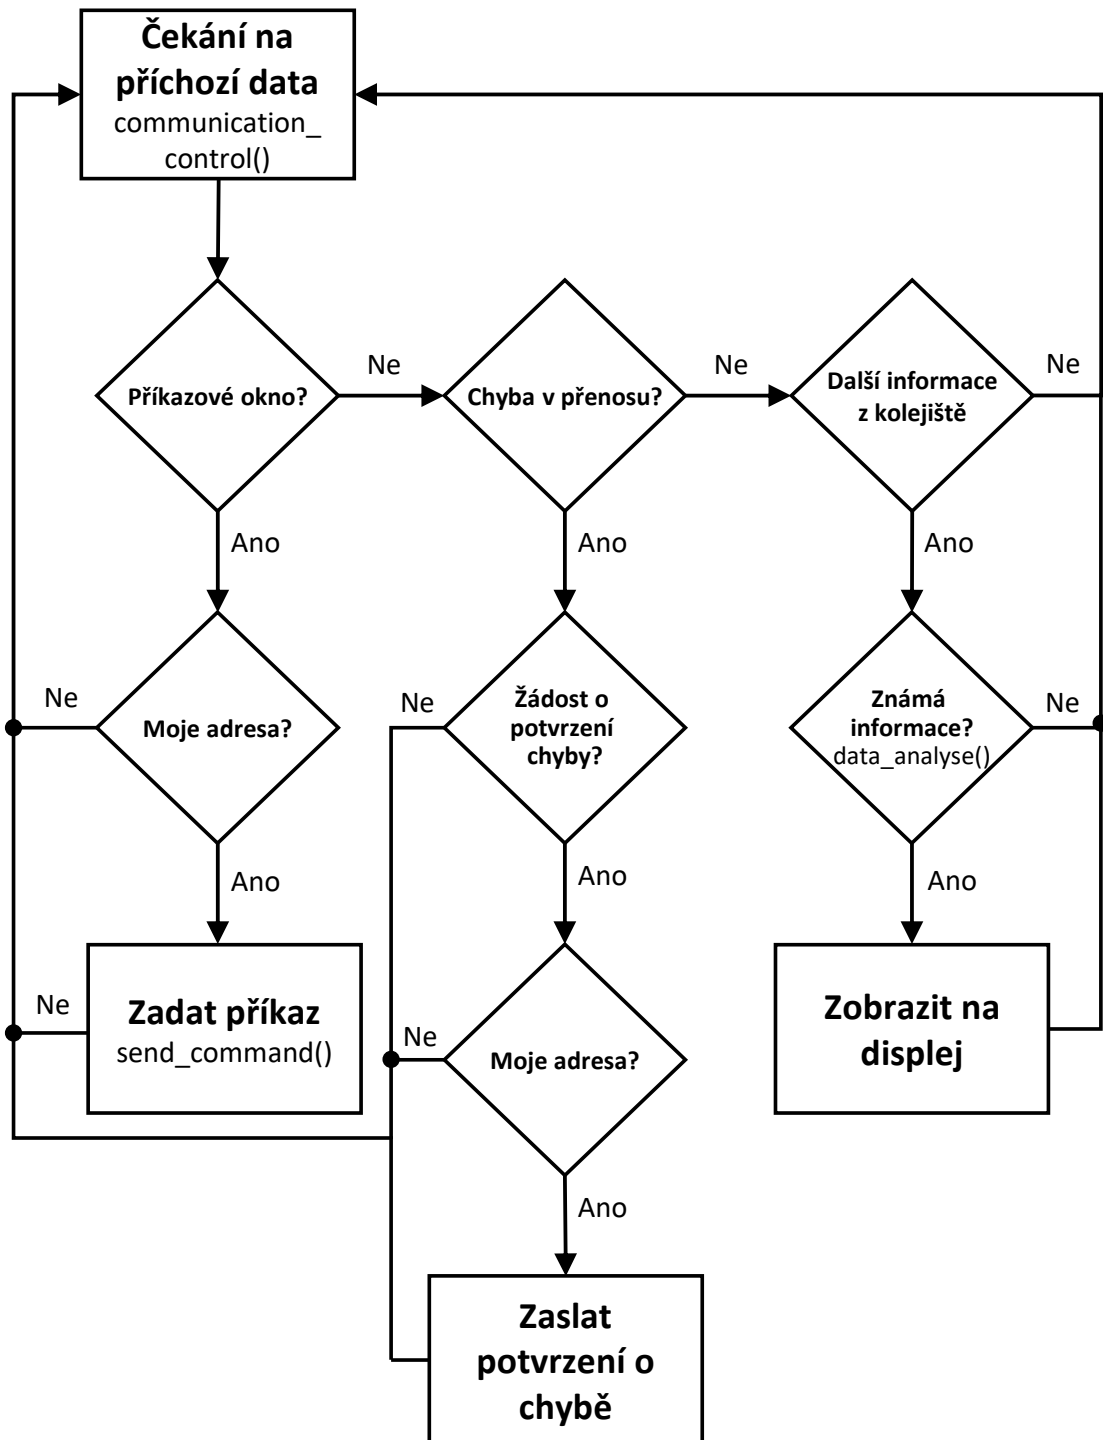 Čekání na
příchozí data
communication_
control()
Ne
Ne
Ne
Příkazové okno?
Chyba v přenosu?
Další informace
z kolejiště
Ano
Ano
Ano
Ne
Moje adresa?
Ne
Žádost o
potvrzení
chyby?
Známá
informace?
data_analyse()
Ne
Ano
Ano
Ano
Ne
Zadat příkaz
send_command()
Ne
Moje adresa?
Zobrazit na
displej
Ano
Zaslat
potvrzení o
chybě